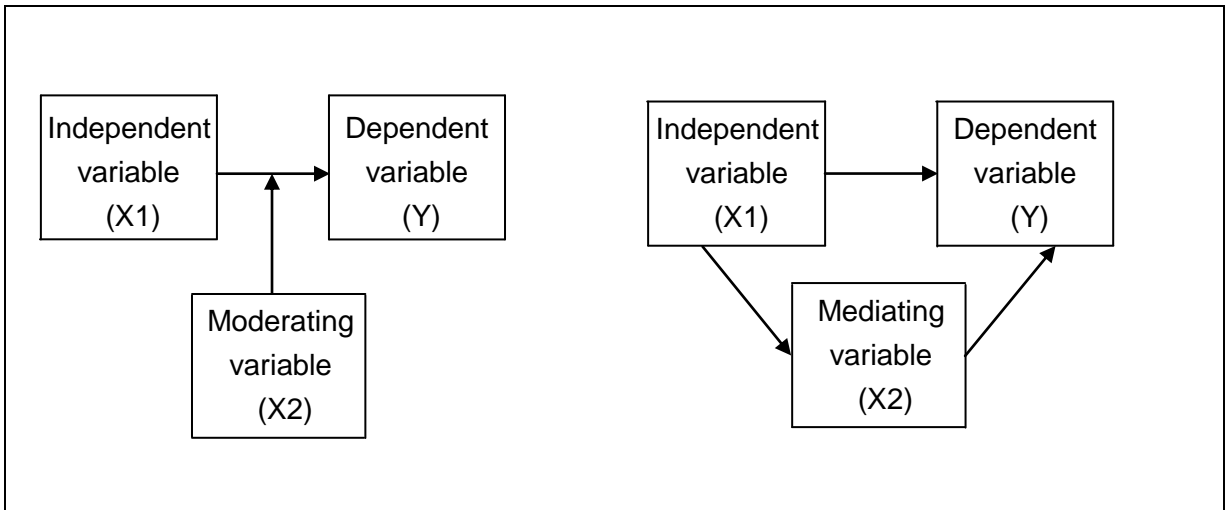 Independent
variable
(X1)
Dependent
variable
(Y)
Moderating
variable
(X2)
Independent
variable
(X1)
Dependent
variable
(Y)
Mediating
variable
(X2)